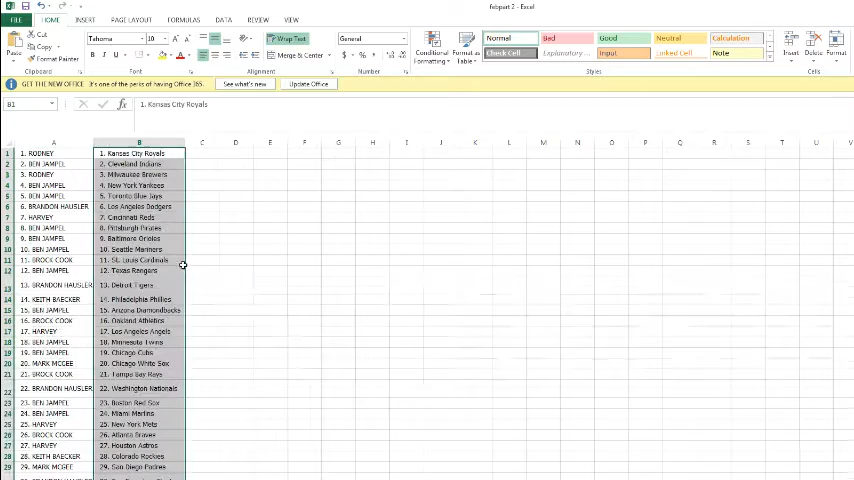 febpart 2 - Excel
FILE HOME INSERT PAGE LAYOUT FORMULAS DATA REVIEW VIEW
Cut
Copy
Format Painter
Paste
Clipboard
Tahoma 10
B I U
Font
Wrap Text
Merge & Center
Alignment
General
$ % ,
Number
Conditional Formatting
Format as Table
Normal Bad Good Neutral Calculation
Check Cell Explanatory ... Input Linked Cell Note
Styles
Insert Delete Format
Cells
GET THE NEW OFFICE It's one of the perks of having Office 365. See what's new Update Office
B1 fx 1. Kansas City Royals
A B C D E F G H I J K L M N O P Q R S T U V
1 1. RODNEY 1. Kansas City Royals
2 2. BEN JAMPEL 2. Cleveland Indians
3 3. RODNEY 3. Milwaukee Brewers
4 4. BEN JAMPEL 4. New York Yankees
5 5. BEN JAMPEL 5. Toronto Blue Jays
6 6. BRANDON HAUSLER 6. Los Angeles Dodgers
7 7. HARVEY 7. Cincinnati Reds
8 8. BEN JAMPEL 8. Pittsburgh Pirates
9 9. BEN JAMPEL 9. Baltimore Orioles
10 10. BEN JAMPEL 10. Seattle Mariners
11 11. BROCK COOK 11. St. Louis Cardinals
12 12. BEN JAMPEL 12. Texas Rangers
13 13. BRANDON HAUSLER 13. Detroit Tigers
14 14. KEITH BAECKER 14. Philadelphia Phillies
15 15. BEN JAMPEL 15. Arizona Diamondbacks
16 16. BROCK COOK 16. Oakland Athletics
17 17. HARVEY 17. Los Angeles Angels
18 18. BEN JAMPEL 18. Minnesota Twins
19 19. BEN JAMPEL 19. Chicago Cubs
20 20. MARK MCGEE 20. Chicago White Sox
21 21. BROCK COOK 21. Tampa Bay Rays
22 22. BRANDON HAUSLER 22. Washington Nationals
23 23. BEN JAMPEL 23. Boston Red Sox
24 24. BEN JAMPEL 24. Miami Marlins
25 25. HARVEY 25. New York Mets
26 26. BROCK COOK 26. Atlanta Braves
27 27. HARVEY 27. Houston Astros
28 28. KEITH BAECKER 28. Colorado Rockies
29 29. MARK MCGEE 29. San Diego Padres